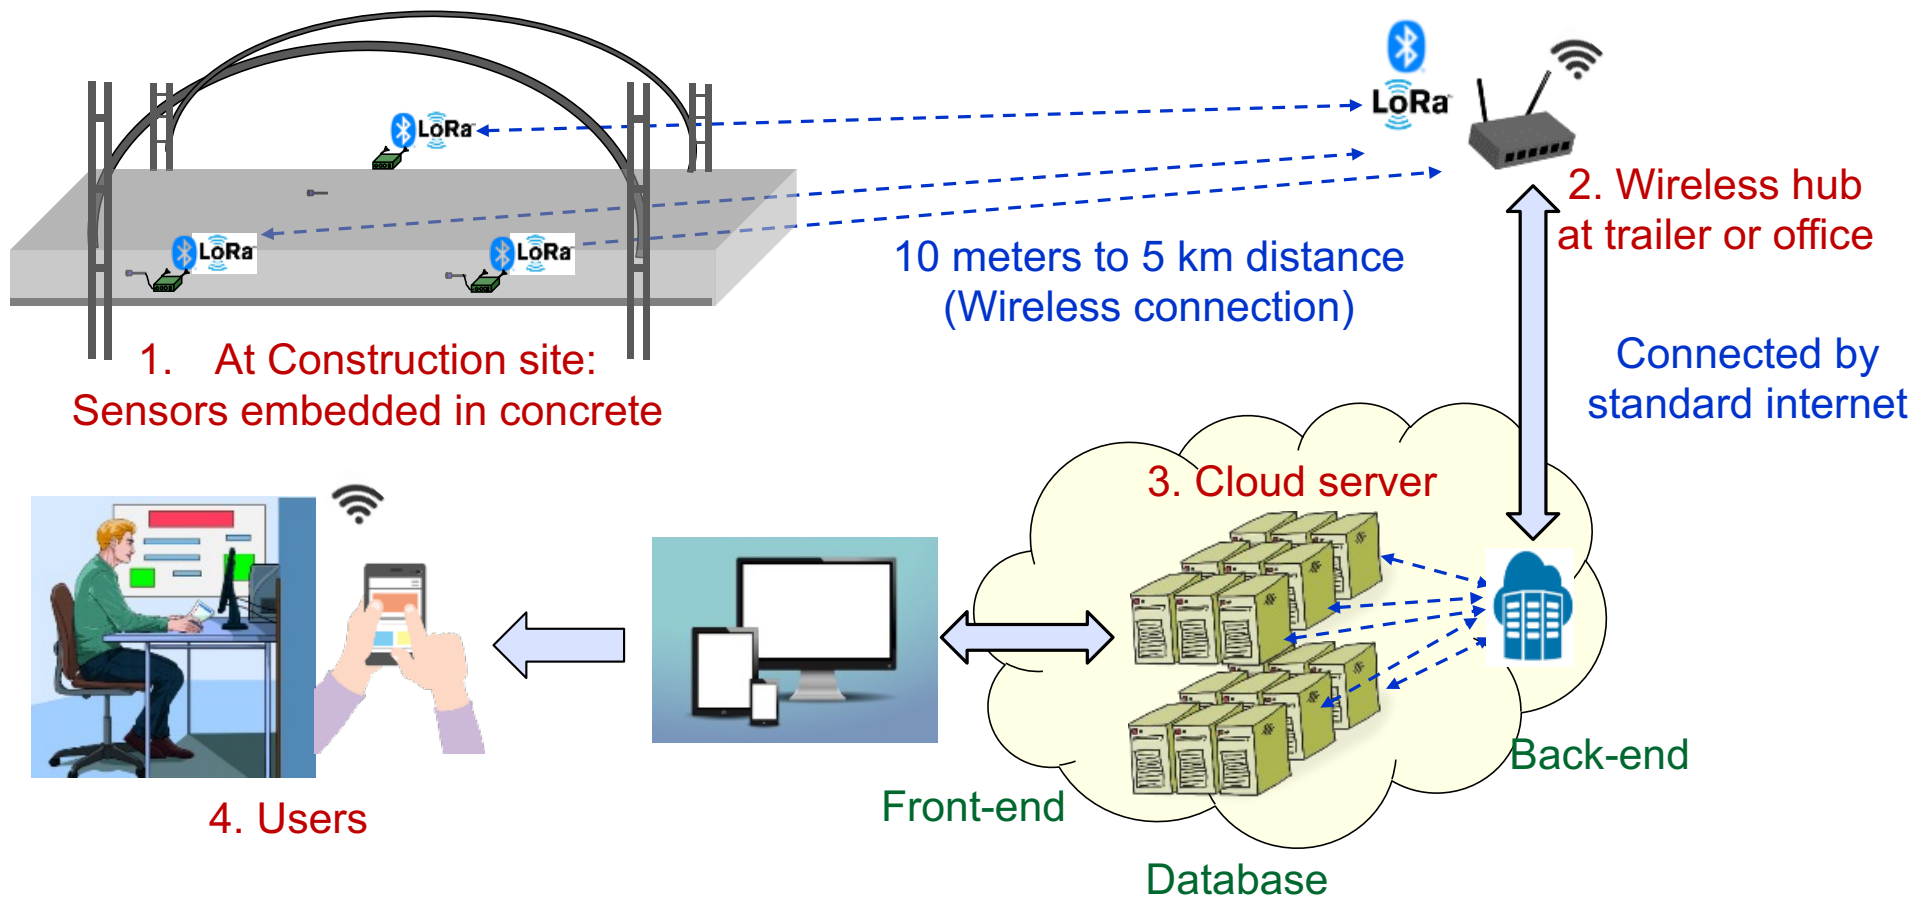 LoRa
LoRa
LoRa
LoRa
2. Wireless hub
at trailer or office
10 meters to 5 km distance
(Wireless connection)
1. At Construction site:
Sensors embedded in concrete
Connected by
standard internet
3. Cloud server
4. Users
Front-end
Back-end
Database